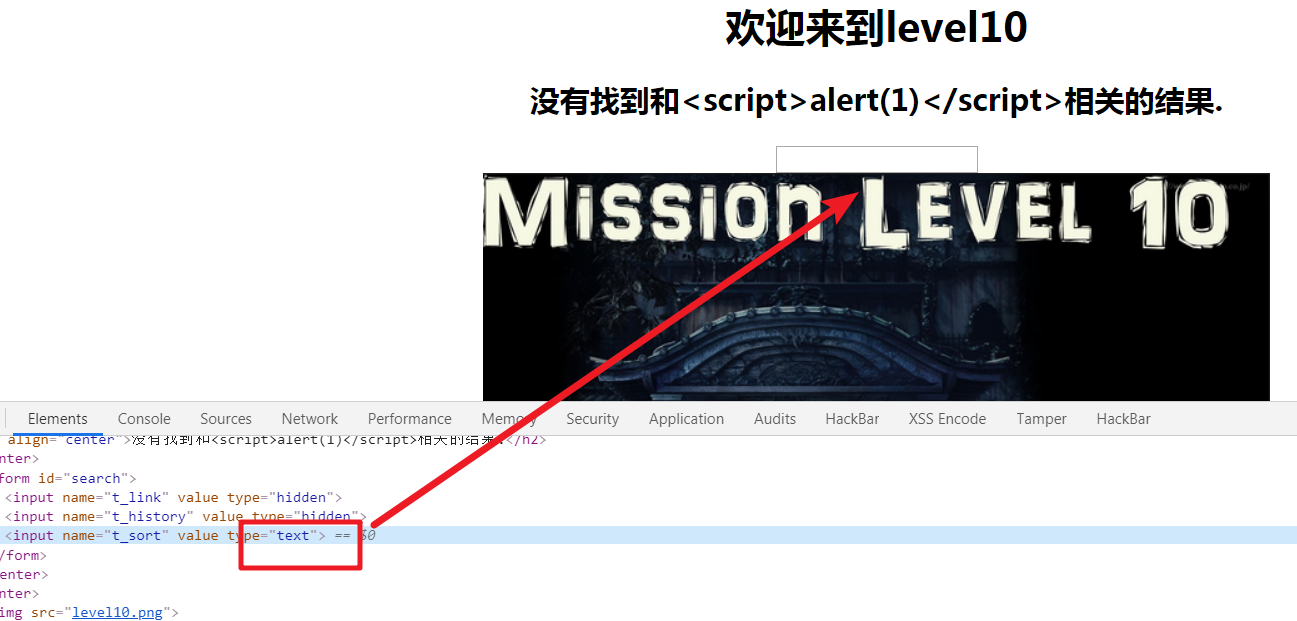 欢迎来到level10
没有找到和<script>alert(1)</script>相关的结果.
MISSION LEVEL 10
Elements Console Sources Network Performance Memory Security Application Audits HackBar XSS Encode Tamper HackBar
align="center">没有找到和<script>alert(1)</script>相关的结果.</h2>
nter>
form id="search">
<input name="t_link" value type="hidden">
<input name="t_history" value type="hidden">
<input name="t_sort" value type="text"> == $0
/form>
enter>
nter>
img src="level10.png">